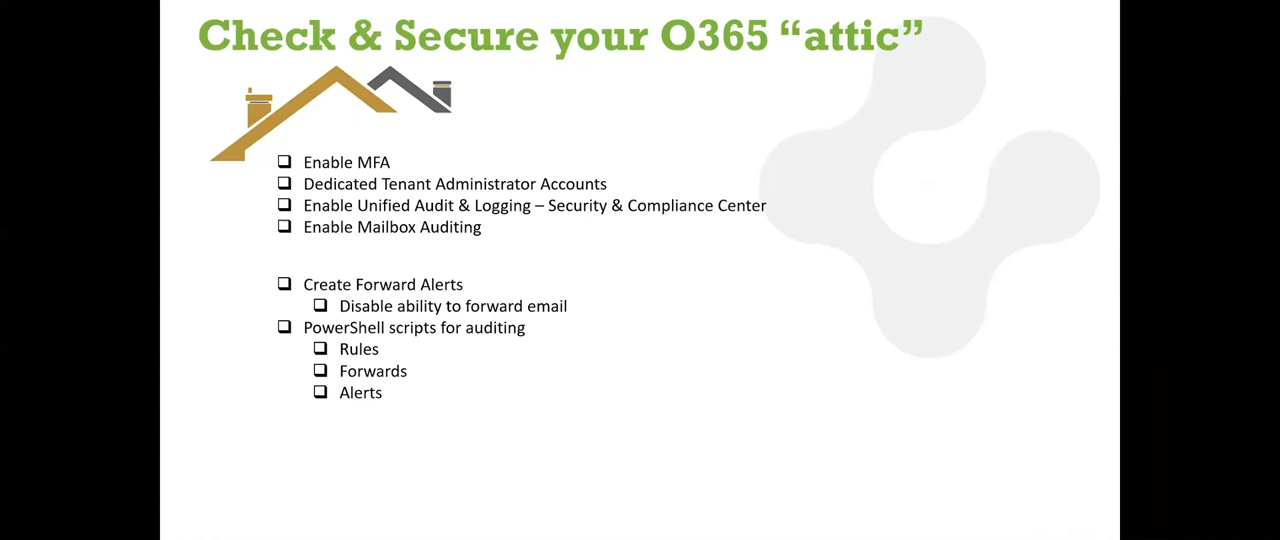 Check & Secure your O365 “attic”
Enable MFA
Dedicated Tenant Administrator Accounts
Enable Unified Audit & Logging – Security & Compliance Center
Enable Mailbox Auditing
Create Forward Alerts
Disable ability to forward email
PowerShell scripts for auditing
Rules
Forwards
Alerts